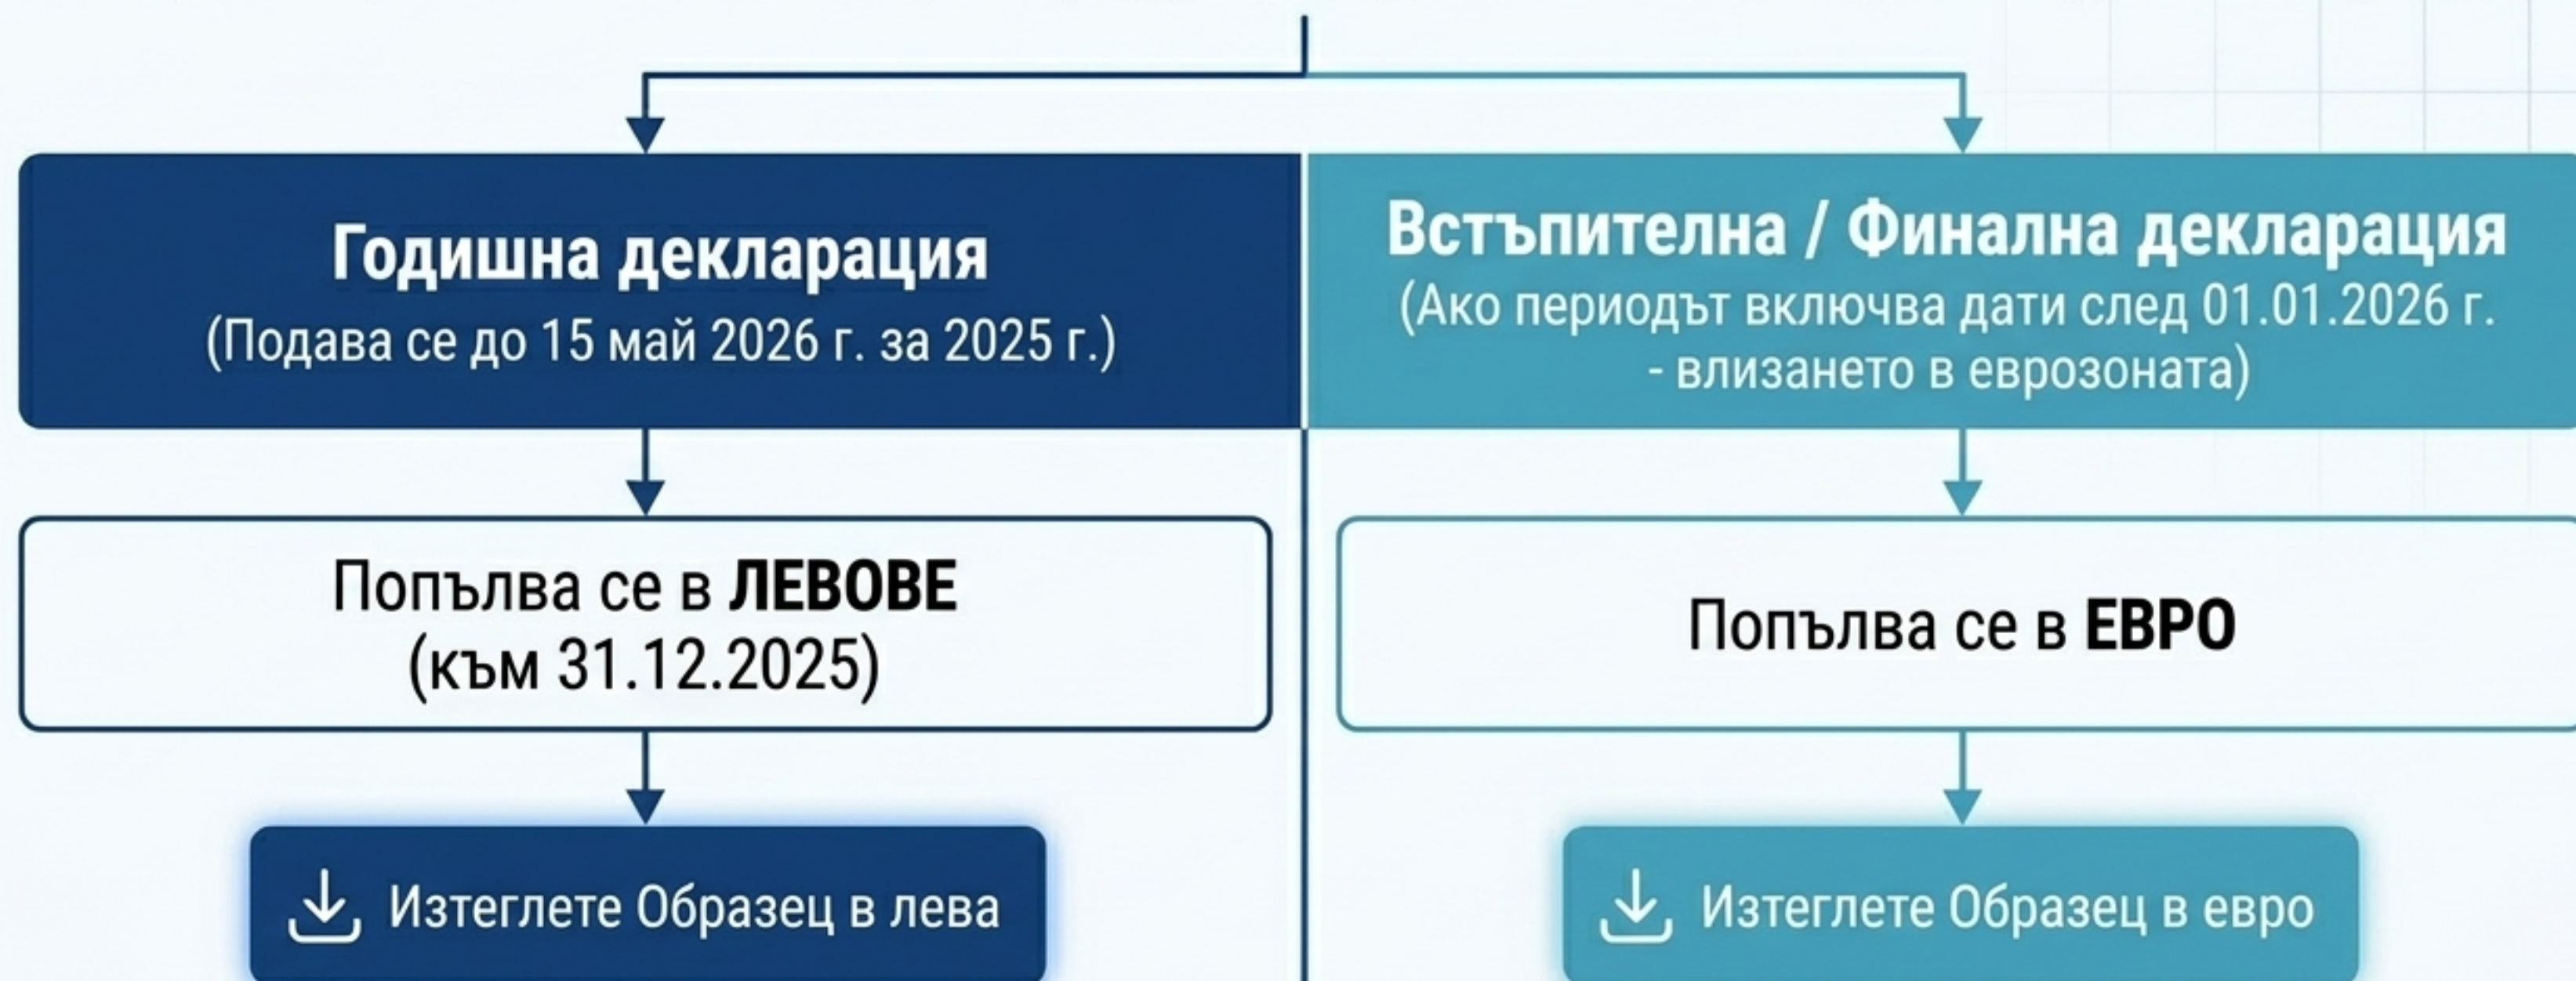 Годишна декларация
(Подава се до 15 май 2026 г. за 2025 г.)
Попълва се в ЛЕВОВЕ
(към 31.12.2025)
Изтеглете Образец в лева
Встъпителна / Финална декларация
(Ако периодът включва дати след 01.01.2026 г.
- влизането в еврозоната)
Попълва се в ЕВРО
Изтеглете Образец в евро